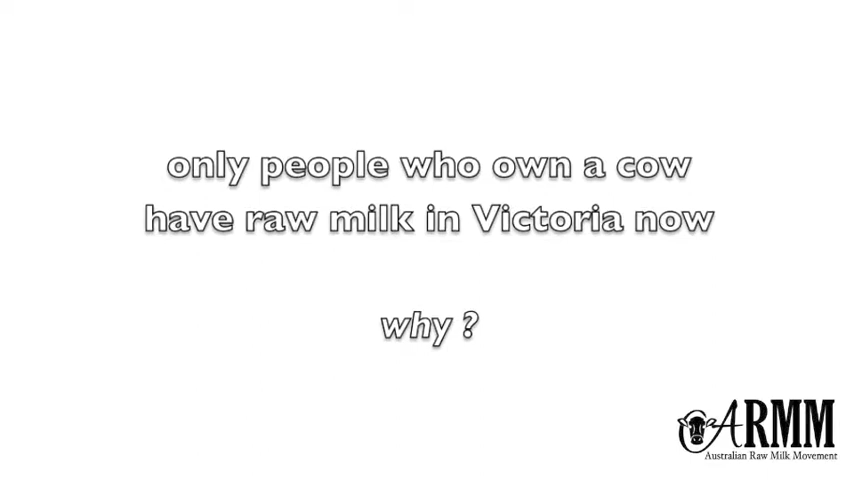 only people who own a cow
have raw milk in Victoria now
why ?
ARMM
Australian Raw Milk Movement